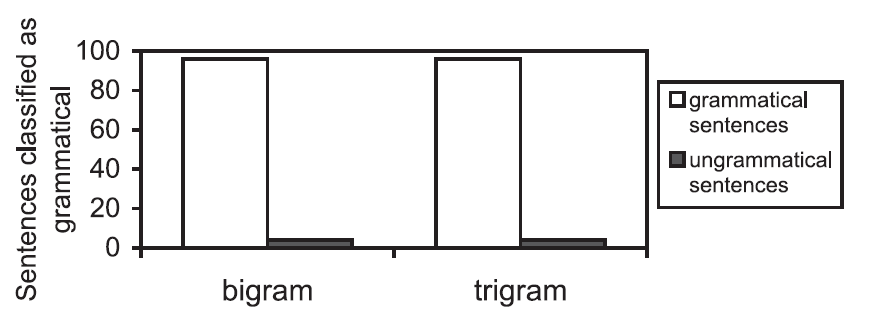 Sentences classified as
grammatical
100
80
60
40
20
0
bigram
trigram
grammatical
sentences
ungrammatical
sentences